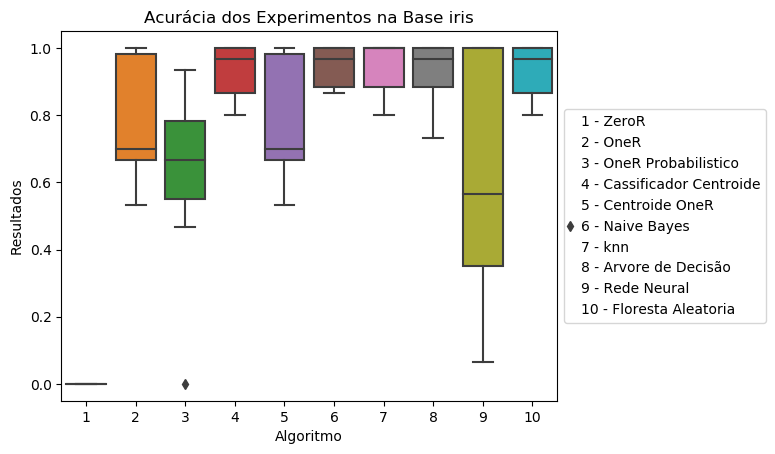 Acurácia dos Experimentos na Base iris
Resultados
1.0
0.8
0.6
0.4
0.2
0.0
1 2 3 4 5 6 7 8 9 10
Algoritmo
1 - ZeroR
2 - OneR
3 - OneR Probabilistico
4 - Cassificador Centroide
5 - Centroide OneR
6 - Naive Bayes
7 - knn
8 - Arvore de Decisão
9 - Rede Neural
10 - Floresta Aleatoria